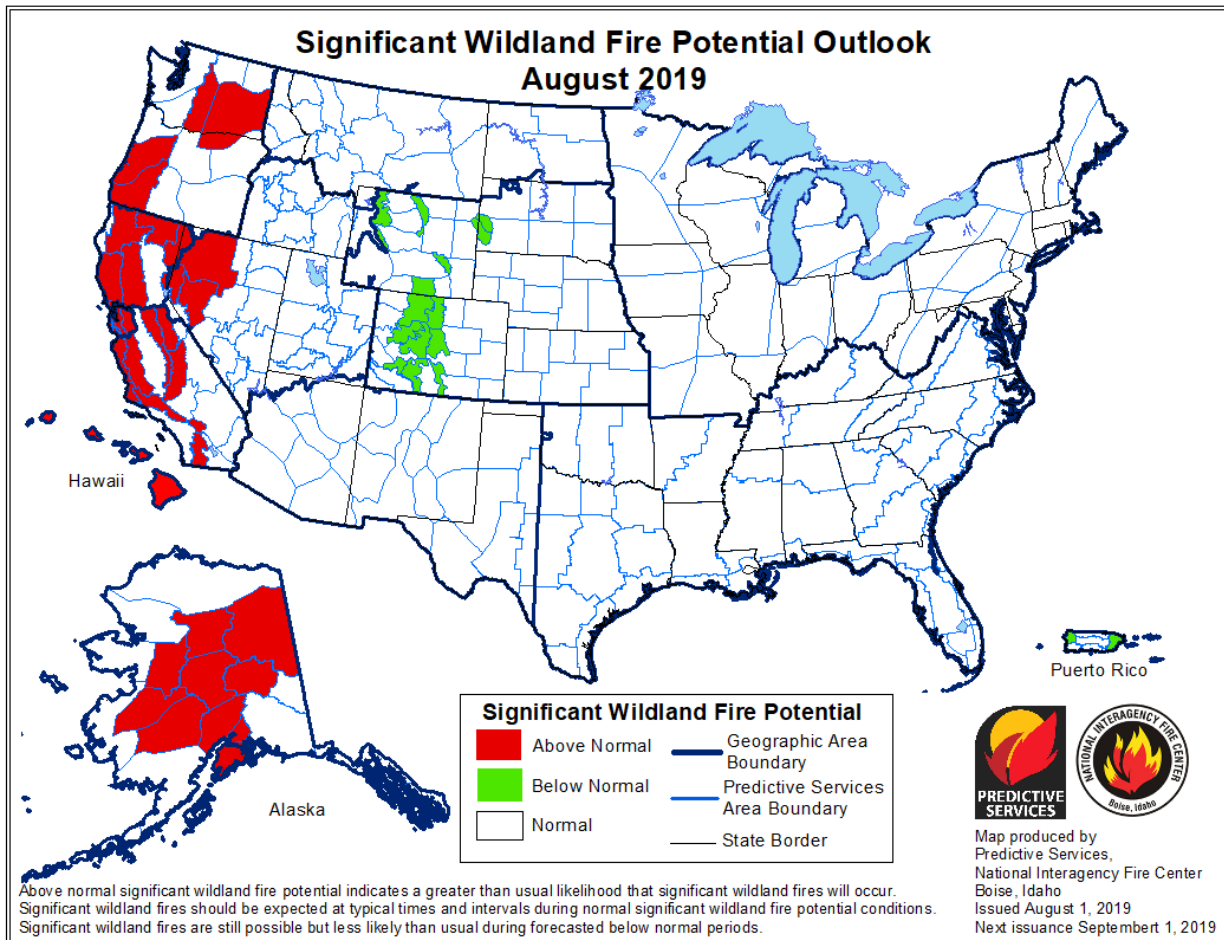 Significant Wildland Fire Potential Outlook
August 2019
Hawaii
Alaska
Puerto Rico
Significant Wildland Fire Potential
Above Normal
Below Normal
Normal
Geographic Area
Boundary
Predictive Services
Area Boundary
State Border
PREDICTIVE
SERVICES
NATIONAL INTERAGENCY FIRE CENTER
Boise, Idaho
Map produced by
Predictive Services,
National Interagency Fire Center
Boise, Idaho
Issued August 1, 2019
Next issuance Septembert 1, 2019
Above normal significant wildland fire potential indicates a greater than usual likelihood that significant wildland fires will occur.
Significant wildland fires should be expected at typical times and intervals during normal significant wildland fire potential conditions.
Significant wildland fires are still possible but less likely than usual during forecasted below normal periods.